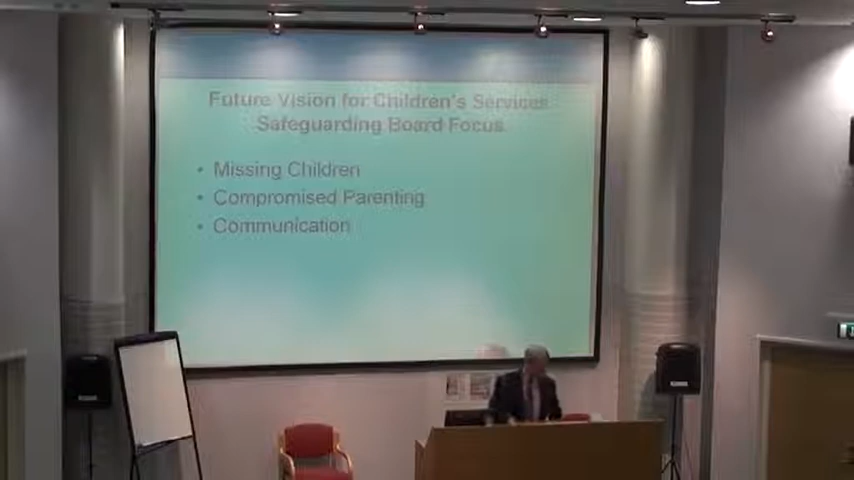 Future Vision for Children's Services
Safeguarding Board Focus
• Missing Children
• Compromised Parenting
• Communication